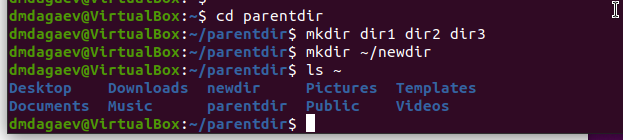 dmdagaev@VirtualBox:~$ cd parentdir
dmdagaev@VirtualBox:~/parentdir$ mkdir dir1 dir2 dir3
dmdagaev@VirtualBox:~/parentdir$ mkdir ~/newdir
dmdagaev@VirtualBox:~/parentdir$ ls ~
Desktop    Downloads  newdir     Pictures  Templates
Documents  Music      parentdir  Public    Videos
dmdagaev@VirtualBox:~/parentdir$